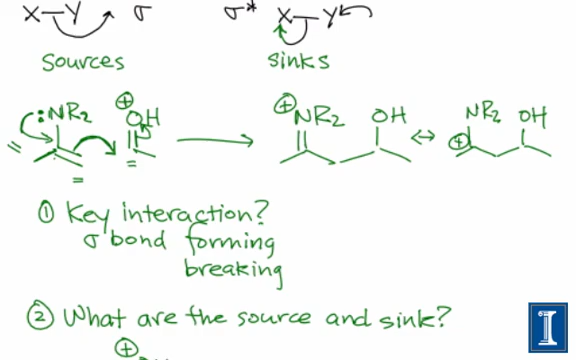 X—Y σ σ* X—Y
Sources sinks
:NR₂ ⊕OH ⊕NR₂ OH ↔ NR₂ OH ⊕
① Key interaction?
σ bond forming
breaking
② What are the source and sink?
⊕
I